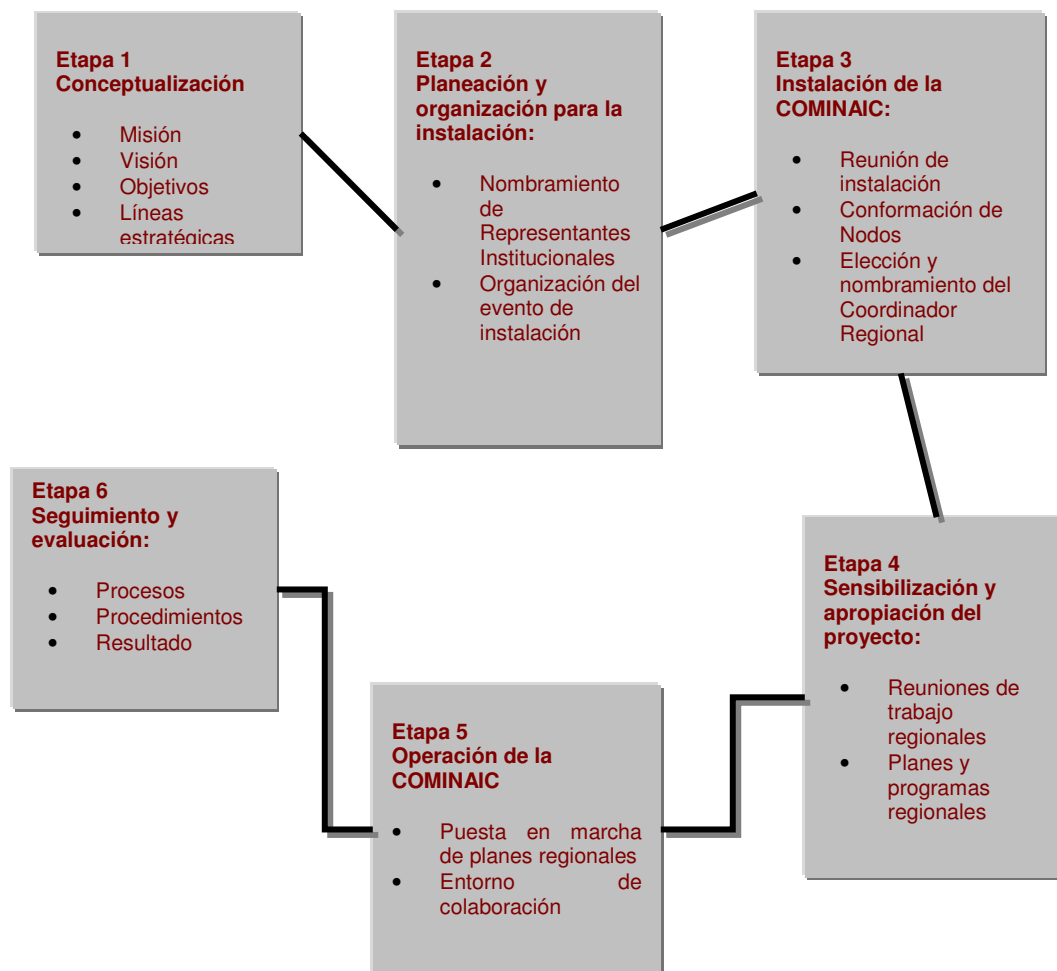 Etapa 1
Conceptualización
• Misión
• Visión
• Objetivos
• Líneas
estratégicas
Etapa 2
Planeación y
organización para la
instalación:
• Nombramiento
de
Representantes
Institucionales
• Organización del
evento de
instalación
Etapa 3
Instalación de la
COMINAIC:
• Reunión de
instalación
• Conformación de
Nodos
• Elección y
nombramiento del
Coordinador
Regional
Etapa 4
Sensibilización y
apropiación del
proyecto:
• Reuniones de
trabajo
regionales
• Planes y
programas
regionales
Etapa 5
Operación de la
COMINAIC
• Puesta en marcha
de planes regionales
• Entorno de
colaboración
Etapa 6
Seguimiento y
evaluación:
• Procesos
• Procedimientos
• Resultado